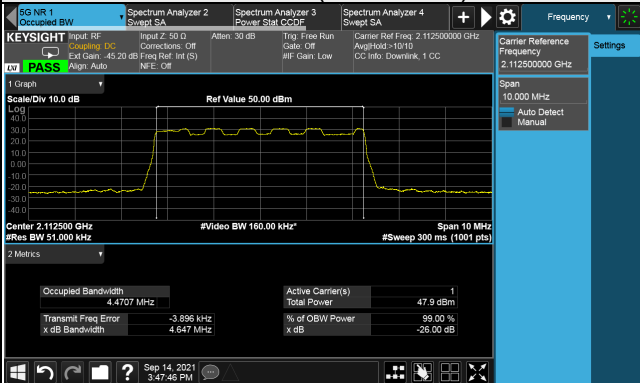 5G NR 1
Occupied BW
Spectrum Analyzer 2
Swept SA
Spectrum Analyzer 3
Power Stat CCDF
Spectrum Analyzer 4
Swept SA
Frequency
KEYSIGHT
Input: RF
Coupling: DC
Ext Gain: -45.20 dB
Align: Auto
Input Z: 50 Ω
Corrections: Off
Freq Ref: Int (S)
NFE: Off
Atten: 30 dB
Trig: Free Run
Gate: Off
#IF Gain: Low
Carrier Ref Freq: 2.112500000 GHz
Avg|Hold:>10/10
CC Info: Downlink, 1 CC
LXI
PASS
Carrier Reference
Frequency
2.112500000 GHz
Span
10.000 MHz
Auto Detect
Manual
Settings
1 Graph
Scale/Div 10.0 dB
Ref Value 50.00 dBm
Log
40.0
30.0
20.0
10.0
0.00
-10.0
-20.0
-30.0
-40.0
Center 2.112500 GHz
#Video BW 160.00 kHz*
Span 10 MHz
#Res BW 51.000 kHz
#Sweep 300 ms (1001 pts)
2 Metrics
Occupied Bandwidth
4.4707 MHz
Active Carrier(s) 1
Total Power 47.9 dBm
Transmit Freq Error -3.896 kHz
x dB Bandwidth 4.647 MHz
% of OBW Power 99.00 %
x dB -26.00 dB
?
Sep 14, 2021
3:47:46 PM